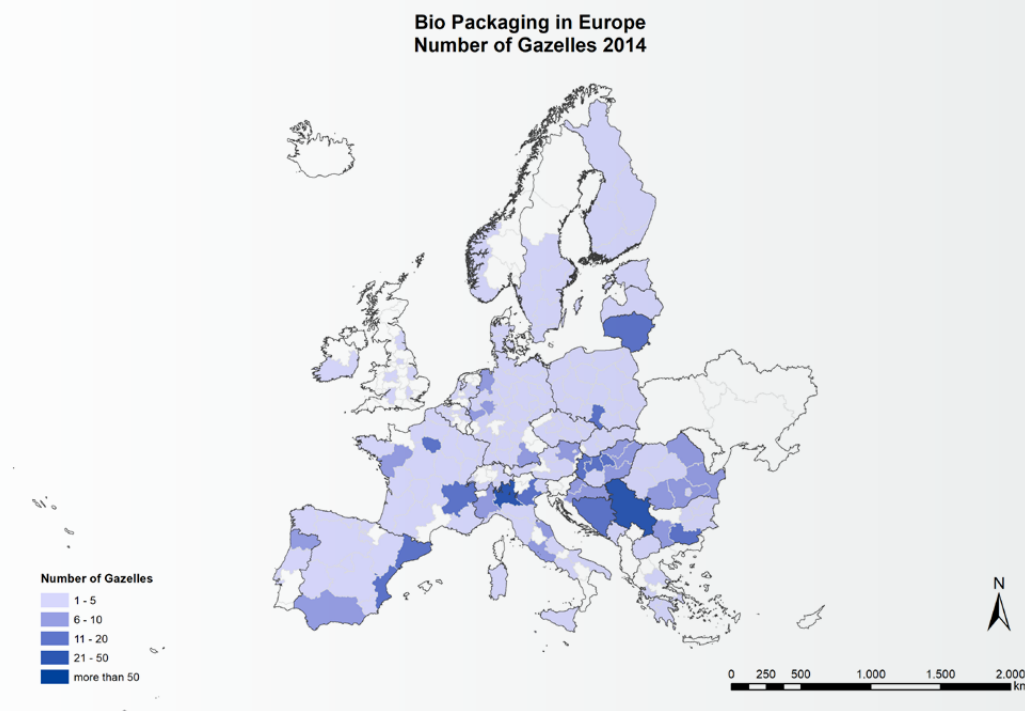 Bio Packaging in Europe
Number of Gazelles 2014
Number of Gazelles
1 - 5
6 - 10
11 - 20
21 - 50
more than 50
N
0 250 500 1.000 1.500 2.000
km